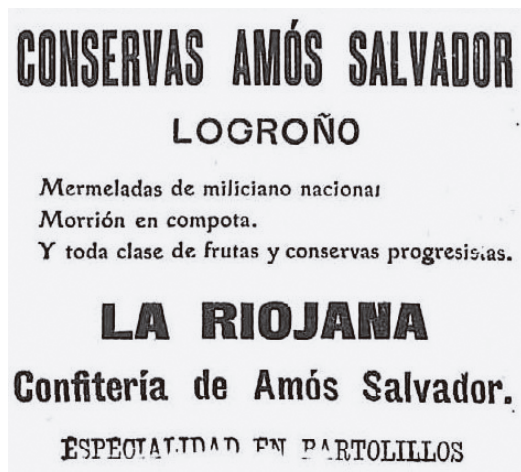 CONSERVAS AMÓS SALVADOR
LOGROÑO
Mermeladas de miliciano nacional
Morrión en compota.
Y toda clase de frutas y conservas progresistas.
LA RIOJANA
Confitería de Amós Salvador.
ESPECIALIDAD EN PARTOLILLOS